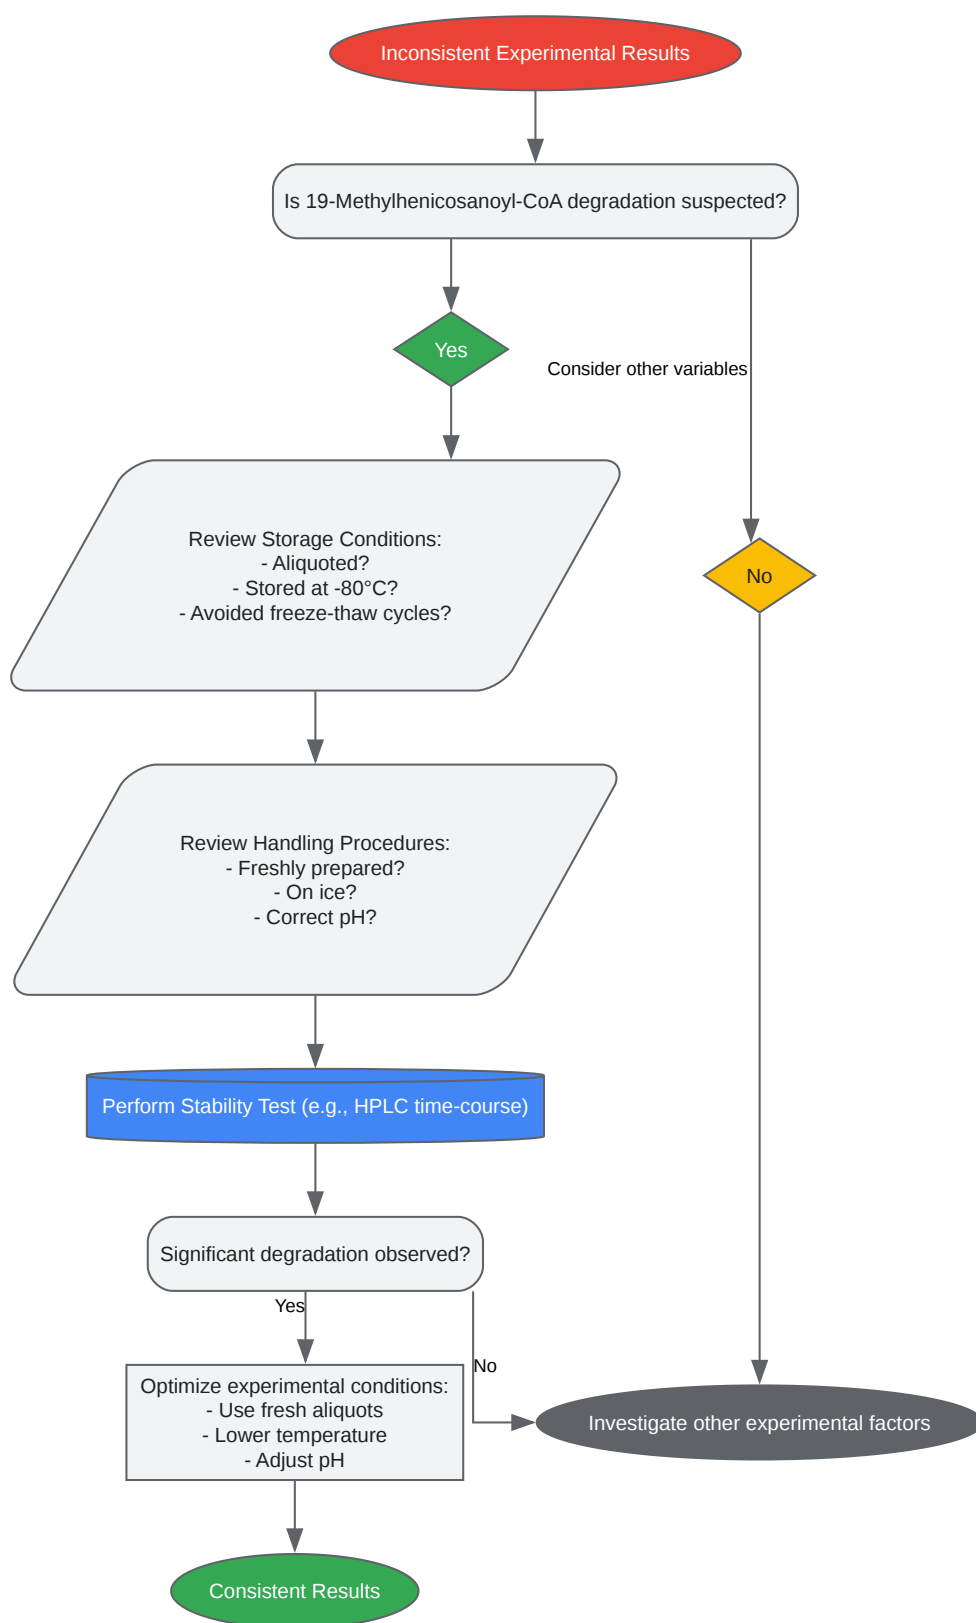 Inconsistent Experimental Results
Is 19-Methylhenicosanoyl-CoA degradation suspected?
Yes
Consider other variables
Review Storage Conditions:
- Aliquoted?
- Stored at -80°C?
- Avoided freeze-thaw cycles?
No
Review Handling Procedures:
- Freshly prepared?
- On ice?
- Correct pH?
Perform Stability Test (e.g., HPLC time-course)
Significant degradation observed?
Yes
No
Optimize experimental conditions:
- Use fresh aliquots
- Lower temperature
- Adjust pH
Investigate other experimental factors
Consistent Results